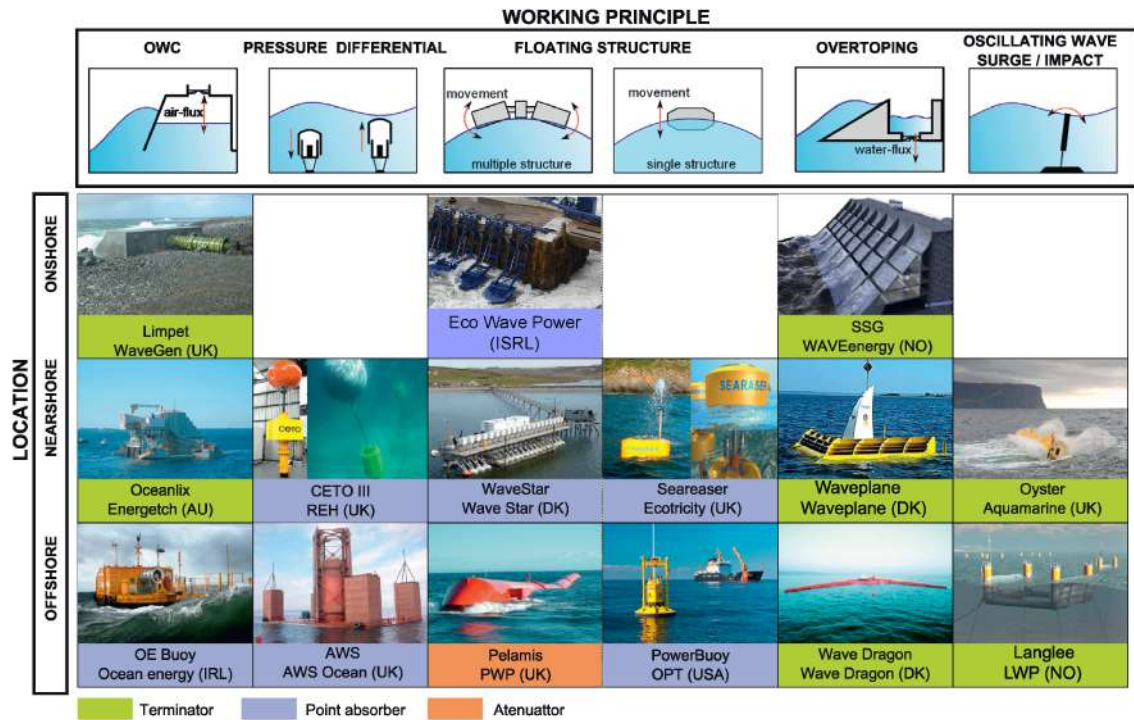 WORKING PRINCIPLE
OWC
PRESSURE DIFFERENTIAL
FLOATING STRUCTURE
OVERTOPING
OSCILLATING WAVE
SURGE / IMPACT
air-flux
movement
multiple structure
movement
single structure
water-flux
LOCATION
ONSHORE
Limpet
WaveGen (UK)
Eco Wave Power
(ISRL)
SSG
WAVEenergy (NO)
NEARSHORE
CETO
SEARASER
Oceanlix
Energetch (AU)
CETO III
REH (UK)
WaveStar
Wave Star (DK)
Seareaser
Ecotricity (UK)
Waveplane
Waveplane (DK)
Oyster
Aquamarine (UK)
OFFSHORE
OE Buoy
Ocean energy (IRL)
AWS
AWS Ocean (UK)
Pelamis
PWP (UK)
PowerBuoy
OPT (USA)
Wave Dragon
Wave Dragon (DK)
Langlee
LWP (NO)
Terminator
Point absorber
Atenuattor